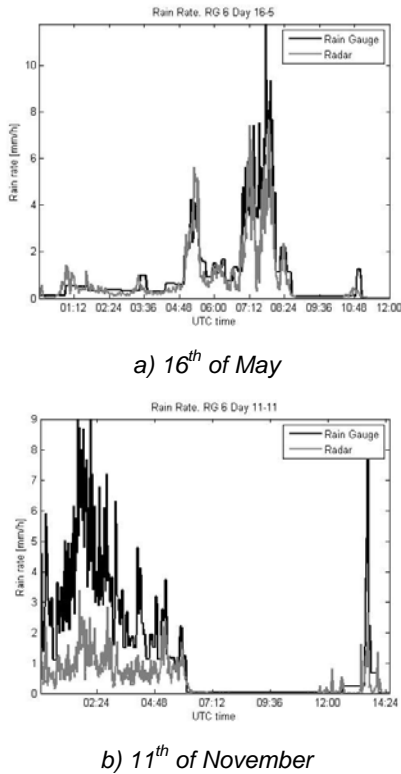 Rain Rate. RG 6 Day 16-5
Rain Gauge
Radar
10
8
6
4
2
0
Rain rate [mm/h]
01:12 02:24 03:36 04:48 06:00 07:12 08:24 09:36 10:48 12:00
UTC time
a) 16th of May
Rain Rate. RG 6 Day 11-11
Rain Gauge
Radar
9
8
7
6
5
4
3
2
1
0
Rain rate [mm/h]
02:24 04:48 07:12 09:36 12:00 14:24
UTC time
b) 11th of November